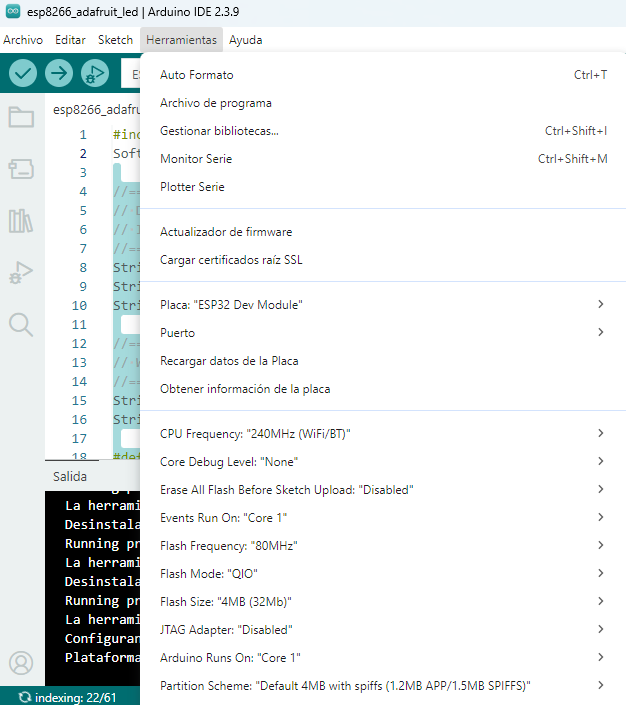 esp8266_adafruit_led | Arduino IDE 2.3.9
Archivo Editar Sketch Herramientas Ayuda
Auto Formato Ctrl+T
Archivo de programa
Gestionar bibliotecas... Ctrl+Shift+I
Monitor Serie Ctrl+Shift+M
Plotter Serie
Actualizador de firmware
Cargar certificados raíz SSL
Placa: "ESP32 Dev Module"
Puerto
Recargar datos de la Placa
Obtener información de la placa
CPU Frequency: "240MHz (WiFi/BT)"
Core Debug Level: "None"
Erase All Flash Before Sketch Upload: "Disabled"
Events Run On: "Core 1"
Flash Frequency: "80MHz"
Flash Mode: "QIO"
Flash Size: "4MB (32Mb)"
JTAG Adapter: "Disabled"
Arduino Runs On: "Core 1"
Partition Scheme: "Default 4MB with spiffs (1.2MB APP/1.5MB SPIFFS)"
esp8266_adafru
1 #inc
2 Soft
3
4 //==
5 //
6 //
7 //==
8 Stri
9 Stri
10 Stri
11
12 //==
13 //
14 //==
15 Stri
16 Stri
17
18 #def
Salida
La herrami
Desinstala
Running pr
La herrami
Desinstala
Running pr
La herrami
Configuran
Plataforma
indexing: 22/61